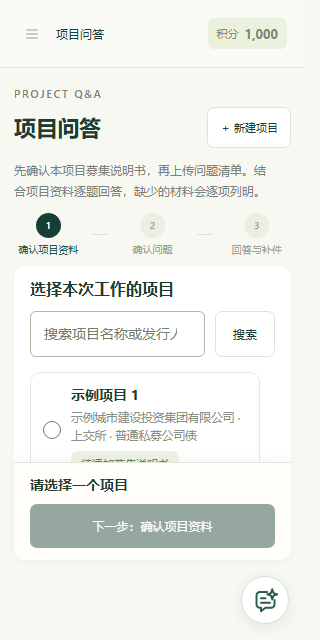 项目问答
积分 1,000
PROJECT Q&A
项目问答
+ 新建项目
先确认本项目募集说明书，再上传问题清单。结
合项目资料逐题回答，缺少的材料会逐项列明。
1
2
3
确认项目资料
确认问题
回答与补件
选择本次工作的项目
搜索项目名称或发行人
搜索
示例项目 1
示例城市建设投资集团有限公司 ·
上交所 · 普通私募公司债
请选择一个项目
下一步：确认项目资料